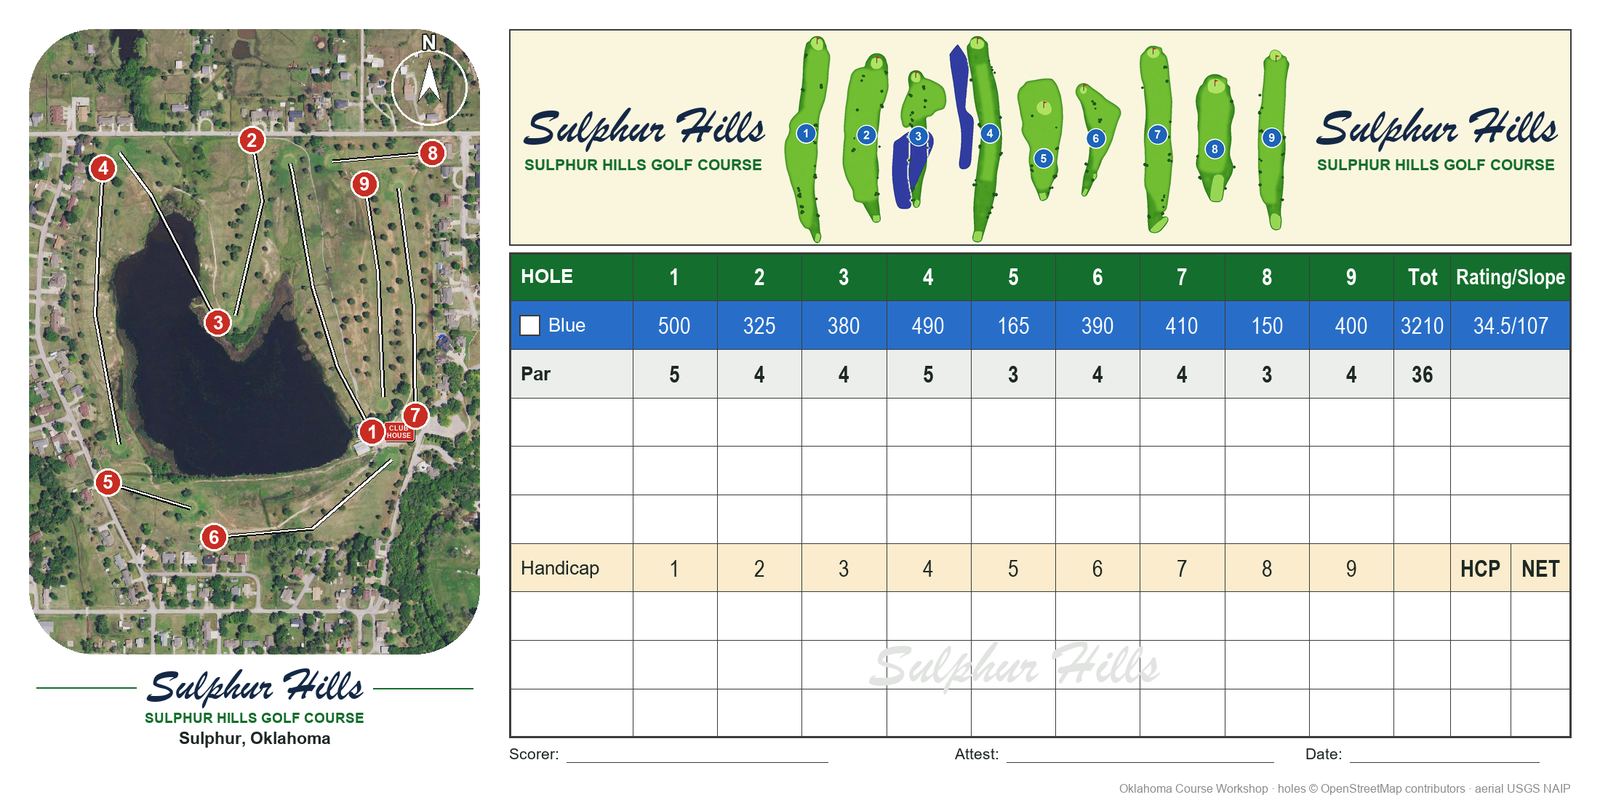 N
2
4
8
9
3
7
1
CLUB HOUSE
5
6
Sulphur Hills
SULPHUR HILLS GOLF COURSE
Sulphur, Oklahoma
Sulphur Hills
SULPHUR HILLS GOLF COURSE
1 2 3 4 5 6 7 8 9
Sulphur Hills
SULPHUR HILLS GOLF COURSE
HOLE 1 2 3 4 5 6 7 8 9 Tot Rating/Slope
Blue 500 325 380 490 165 390 410 150 400 3210 34.5/107
Par 5 4 4 5 3 4 4 3 4 36
Handicap 1 2 3 4 5 6 7 8 9 HCP NET
Sulphur Hills
Scorer: Attest: Date:
Oklahoma Course Workshop · holes © OpenStreetMap contributors · aerial USGS NAIP